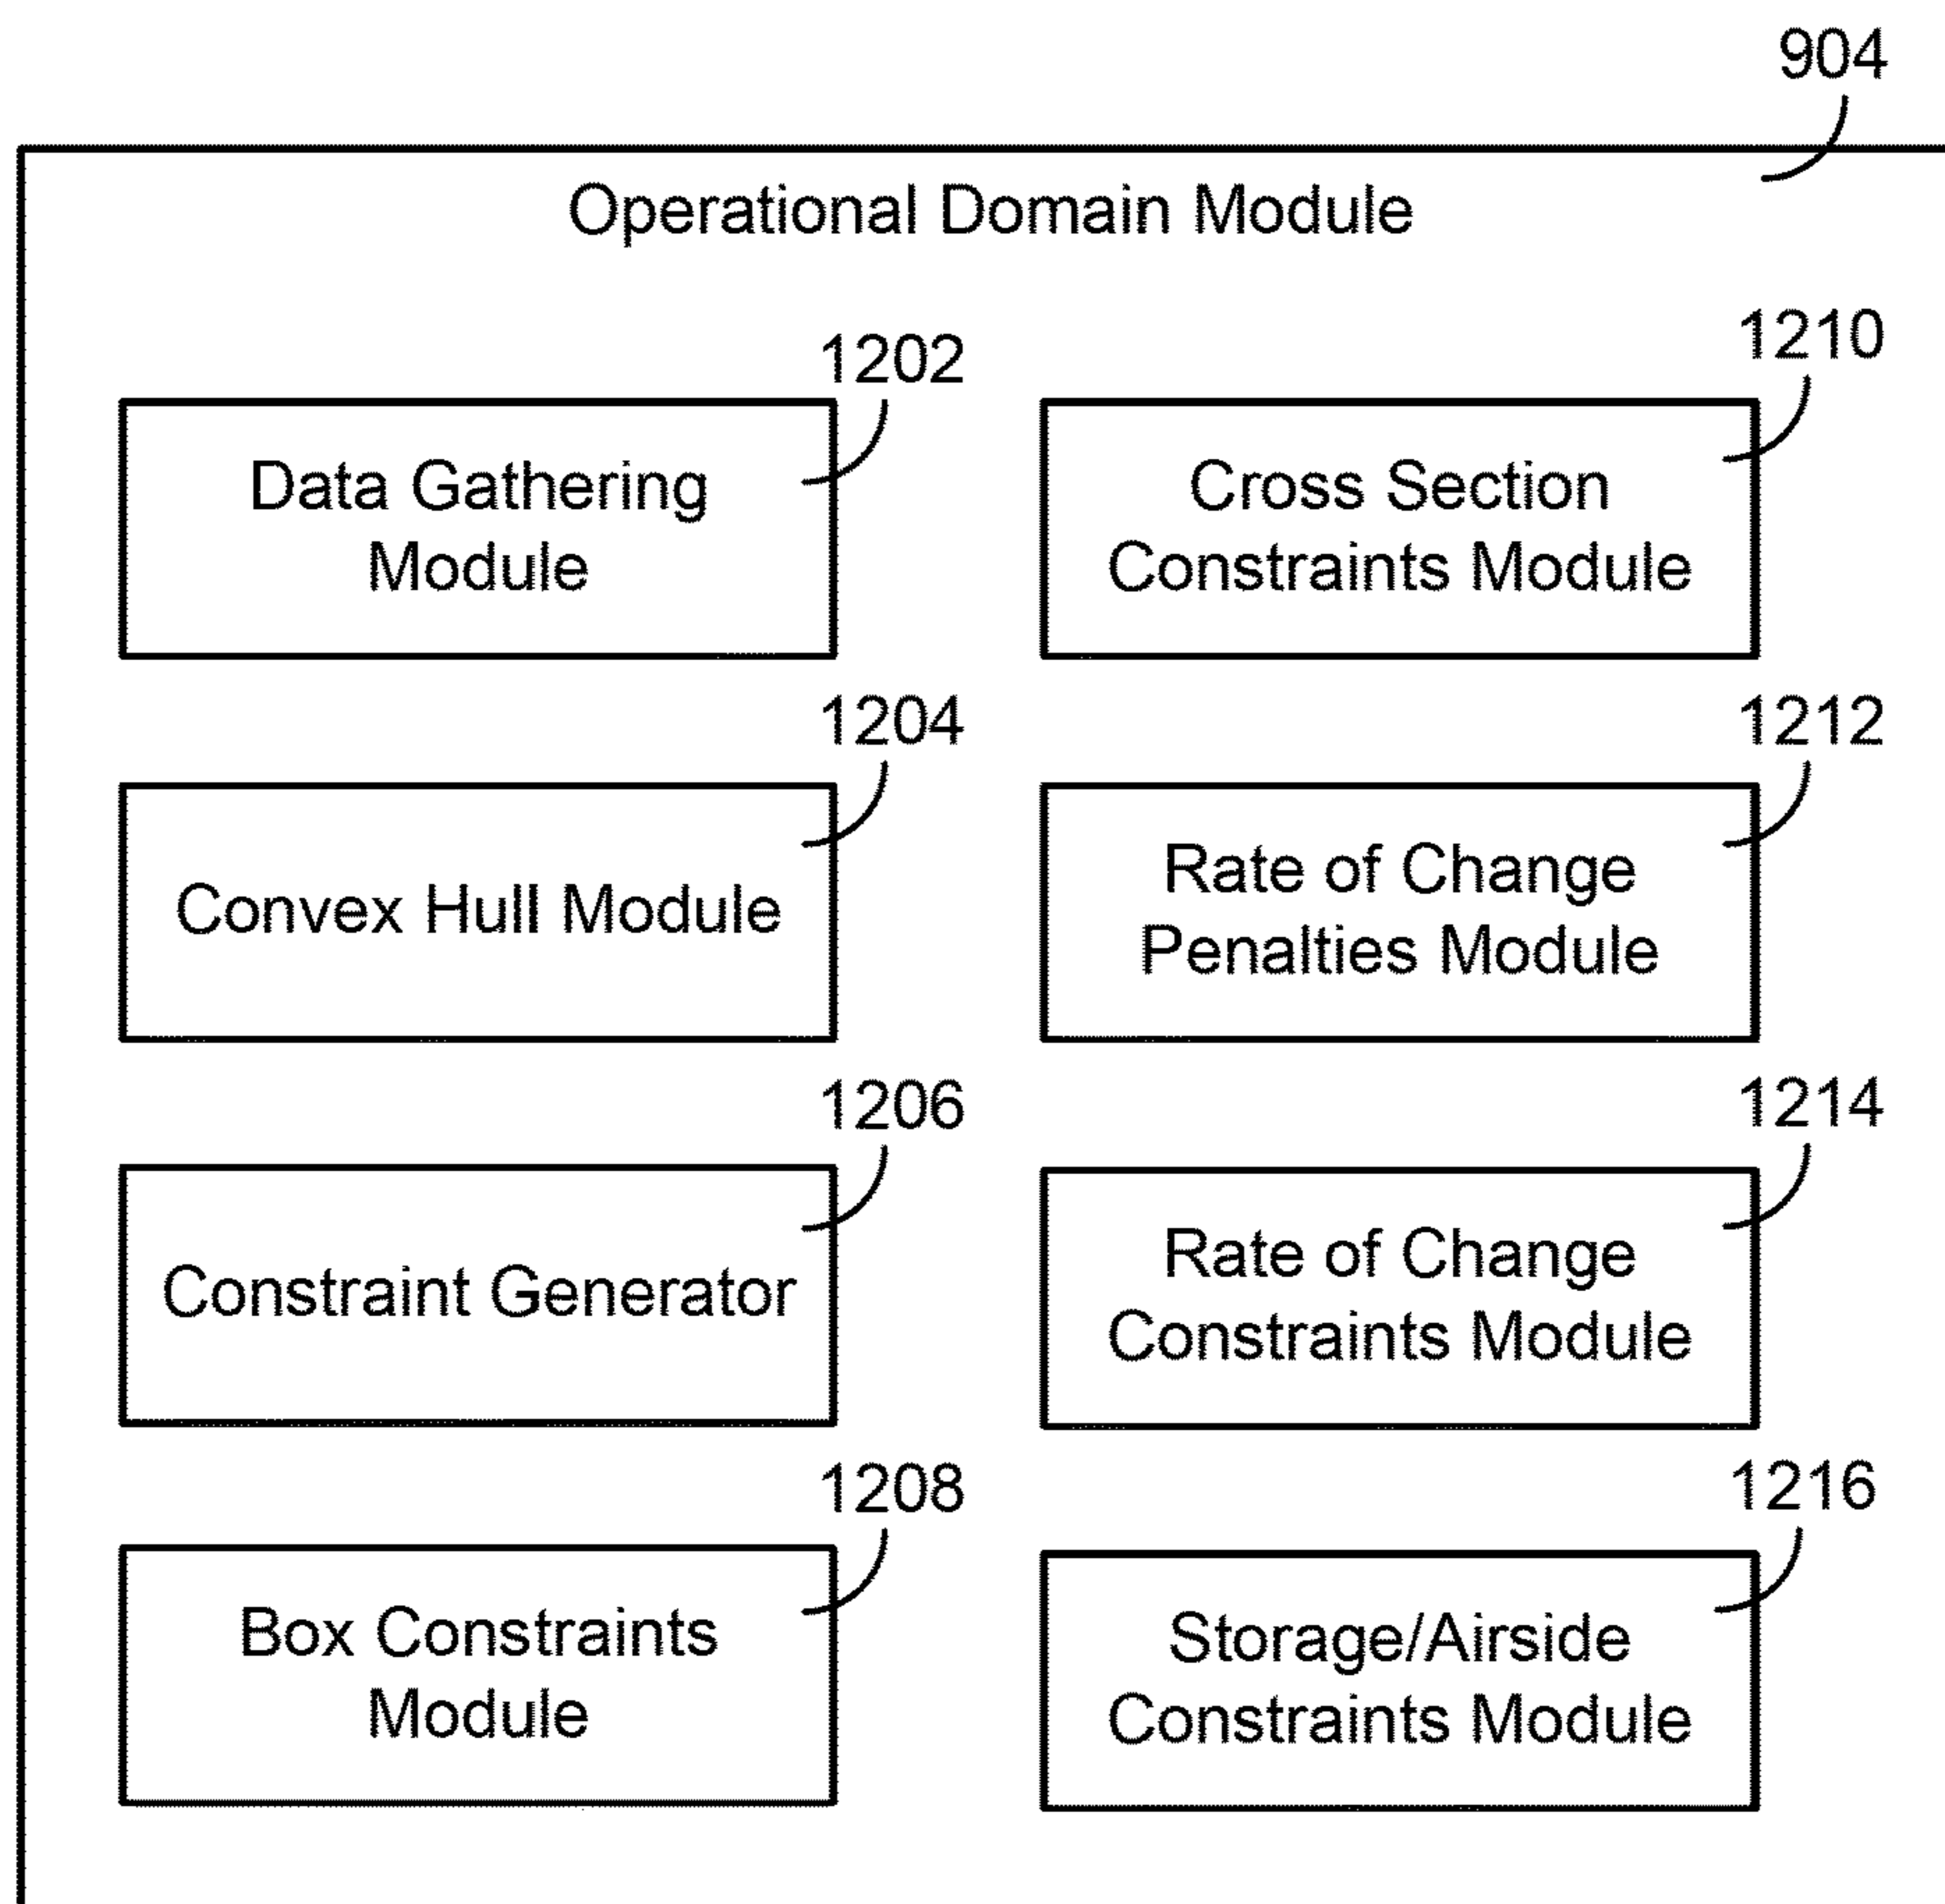 904
Operational Domain Module
1202
Data Gathering
Module
1204
Convex Hull Module
1206
Constraint Generator
1208
Box Constraints
Module
1210
Cross Section
Constraints Module
1212
Rate of Change
Penalties Module
1214
Rate of Change
Constraints Module
1216
Storage/Airside
Constraints Module